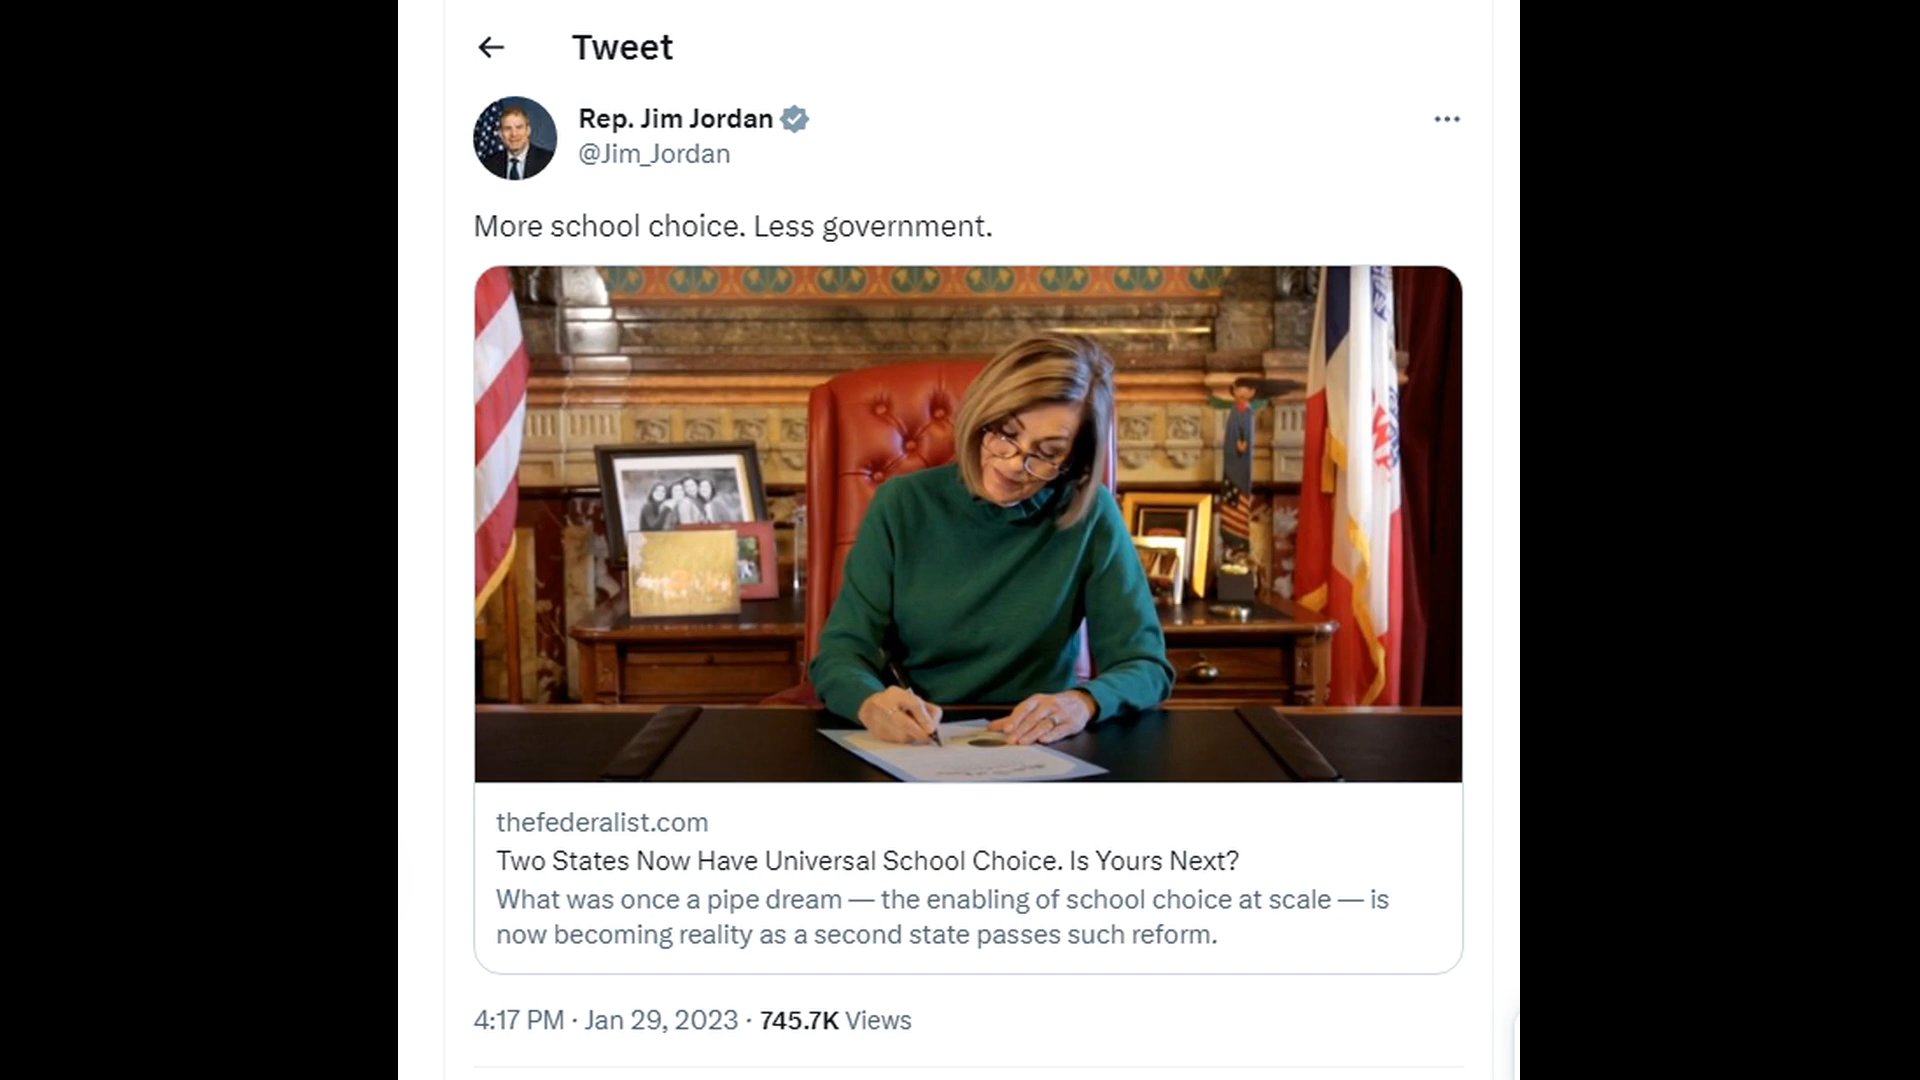 Tweet
Rep. Jim Jordan
@Jim_Jordan
More school choice. Less government.
thefederalist.com
Two States Now Have Universal School Choice. Is Yours Next?
What was once a pipe dream — the enabling of school choice at scale — is
now becoming reality as a second state passes such reform.
4:17 PM · Jan 29, 2023 · 745.7K Views